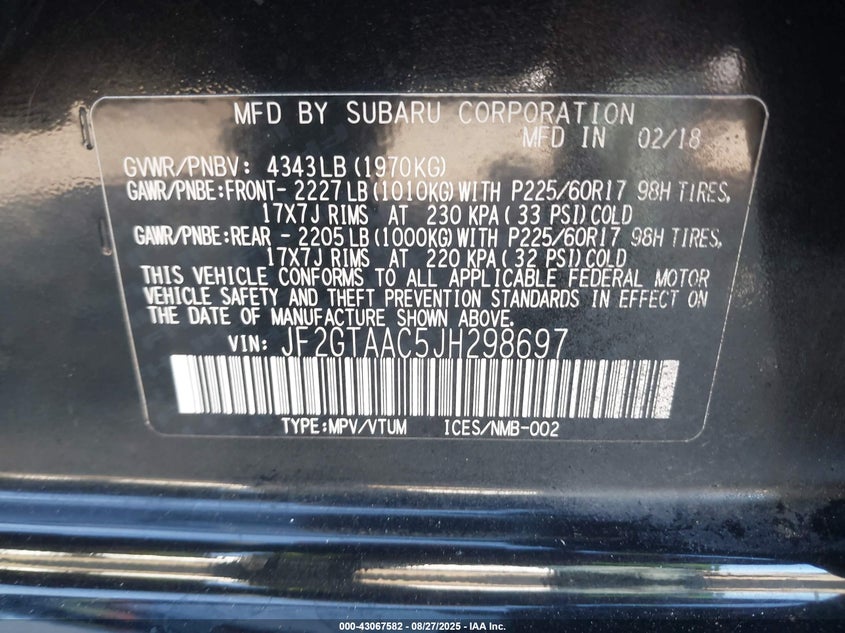 MFD BY SUBARU CORPORATION
MFD IN 02/18
GVWR/PNBV: 4343LB (1970KG)
GAWR/PNBE:FRONT- 2227 LB (1010KG) WITH P225/60R17 98H TIRES,
17X7J RIMS AT 230 KPA ( 33 PSI) COLD
GAWR/PNBE:REAR - 2205 LB (1000KG) WITH P225/60R17 98H TIRES,
17X7J RIMS AT 220 KPA ( 32 PSI) COLD
THIS VEHICLE CONFORMS TO ALL APPLICABLE FEDERAL MOTOR
VEHICLE SAFETY AND THEFT PREVENTION STANDARDS IN EFFECT ON
THE DATE OF MANUFACTURE SHOWN ABOVE.
VIN: JF2GTAAC5JH298697
TYPE:MPV/VTUM ICES/NMB-002
000-43067582 - 08/27/2025 - IAA Inc.